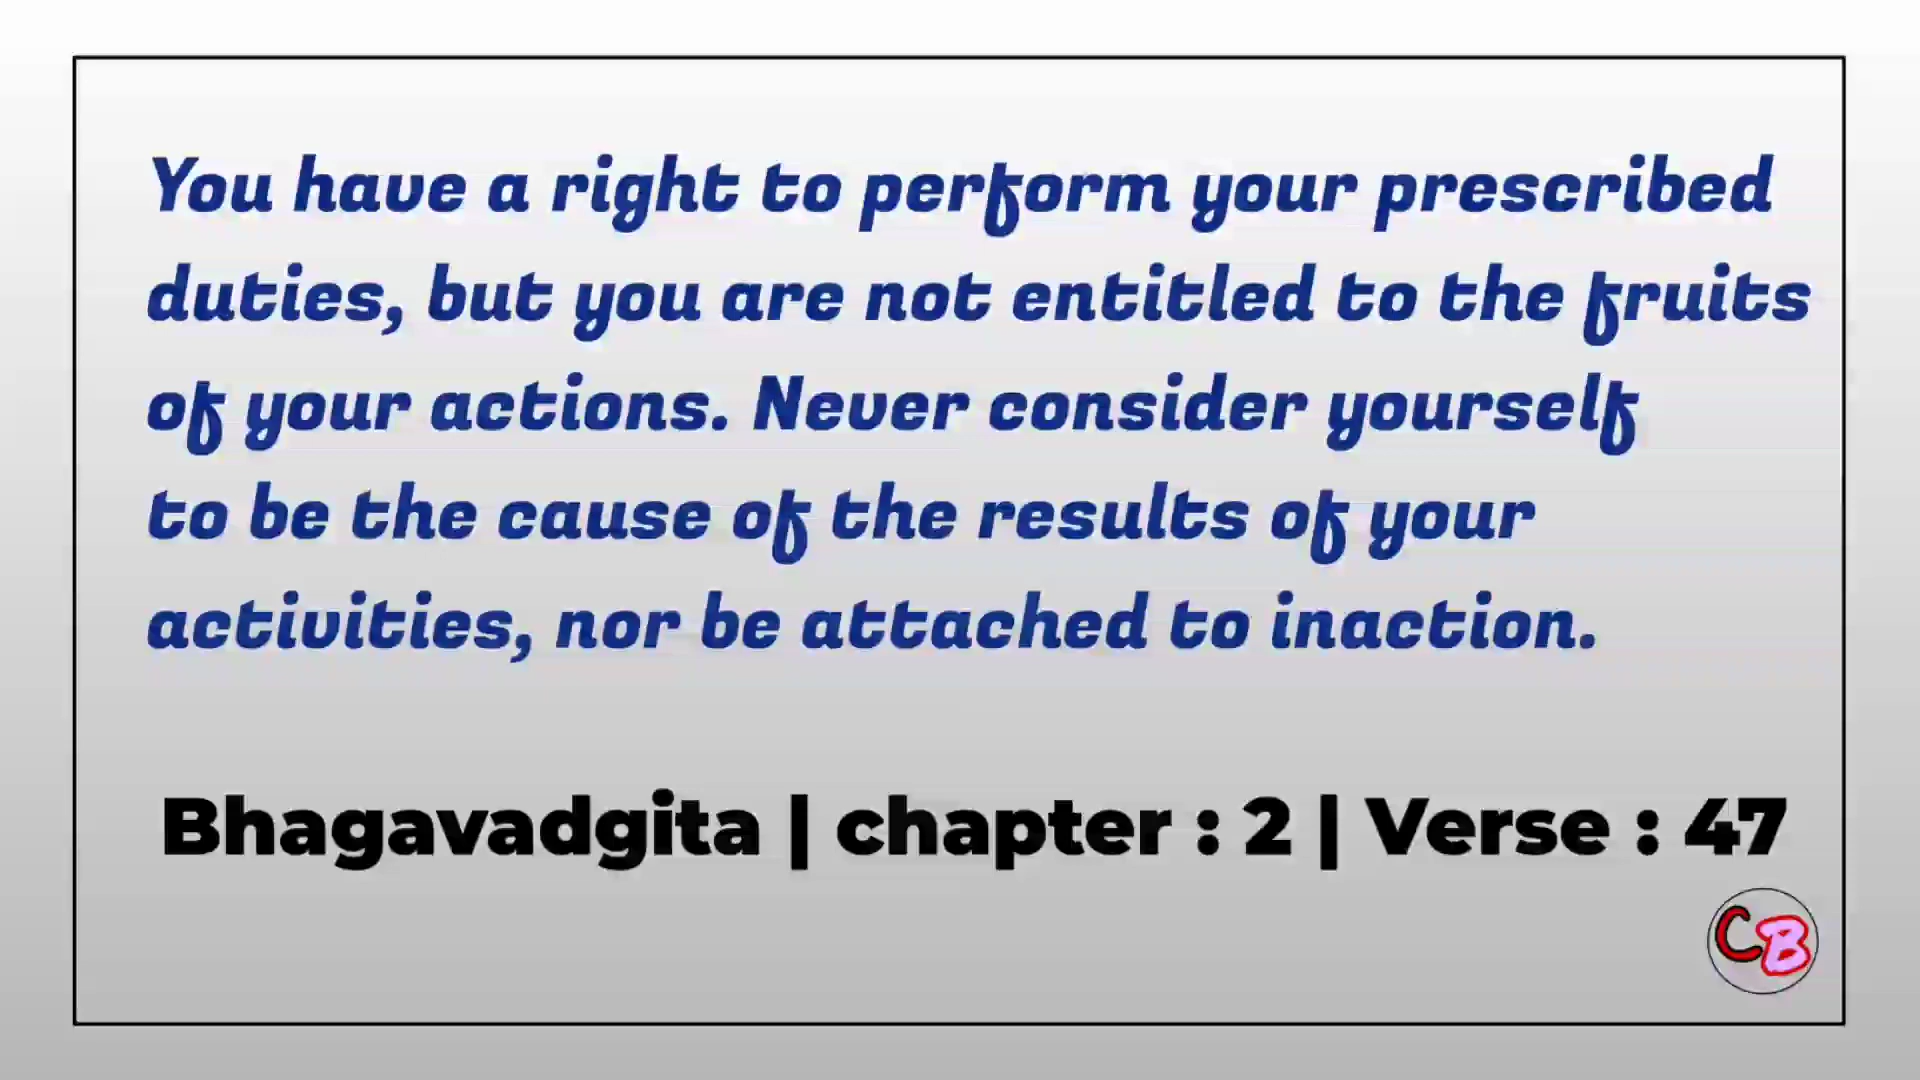 You have a right to perform your prescribed
duties, but you are not entitled to the fruits
of your actions. Never consider yourself
to be the cause of the results of your
activities, nor be attached to inaction.
Bhagavadgita | chapter : 2 | Verse : 47
CB